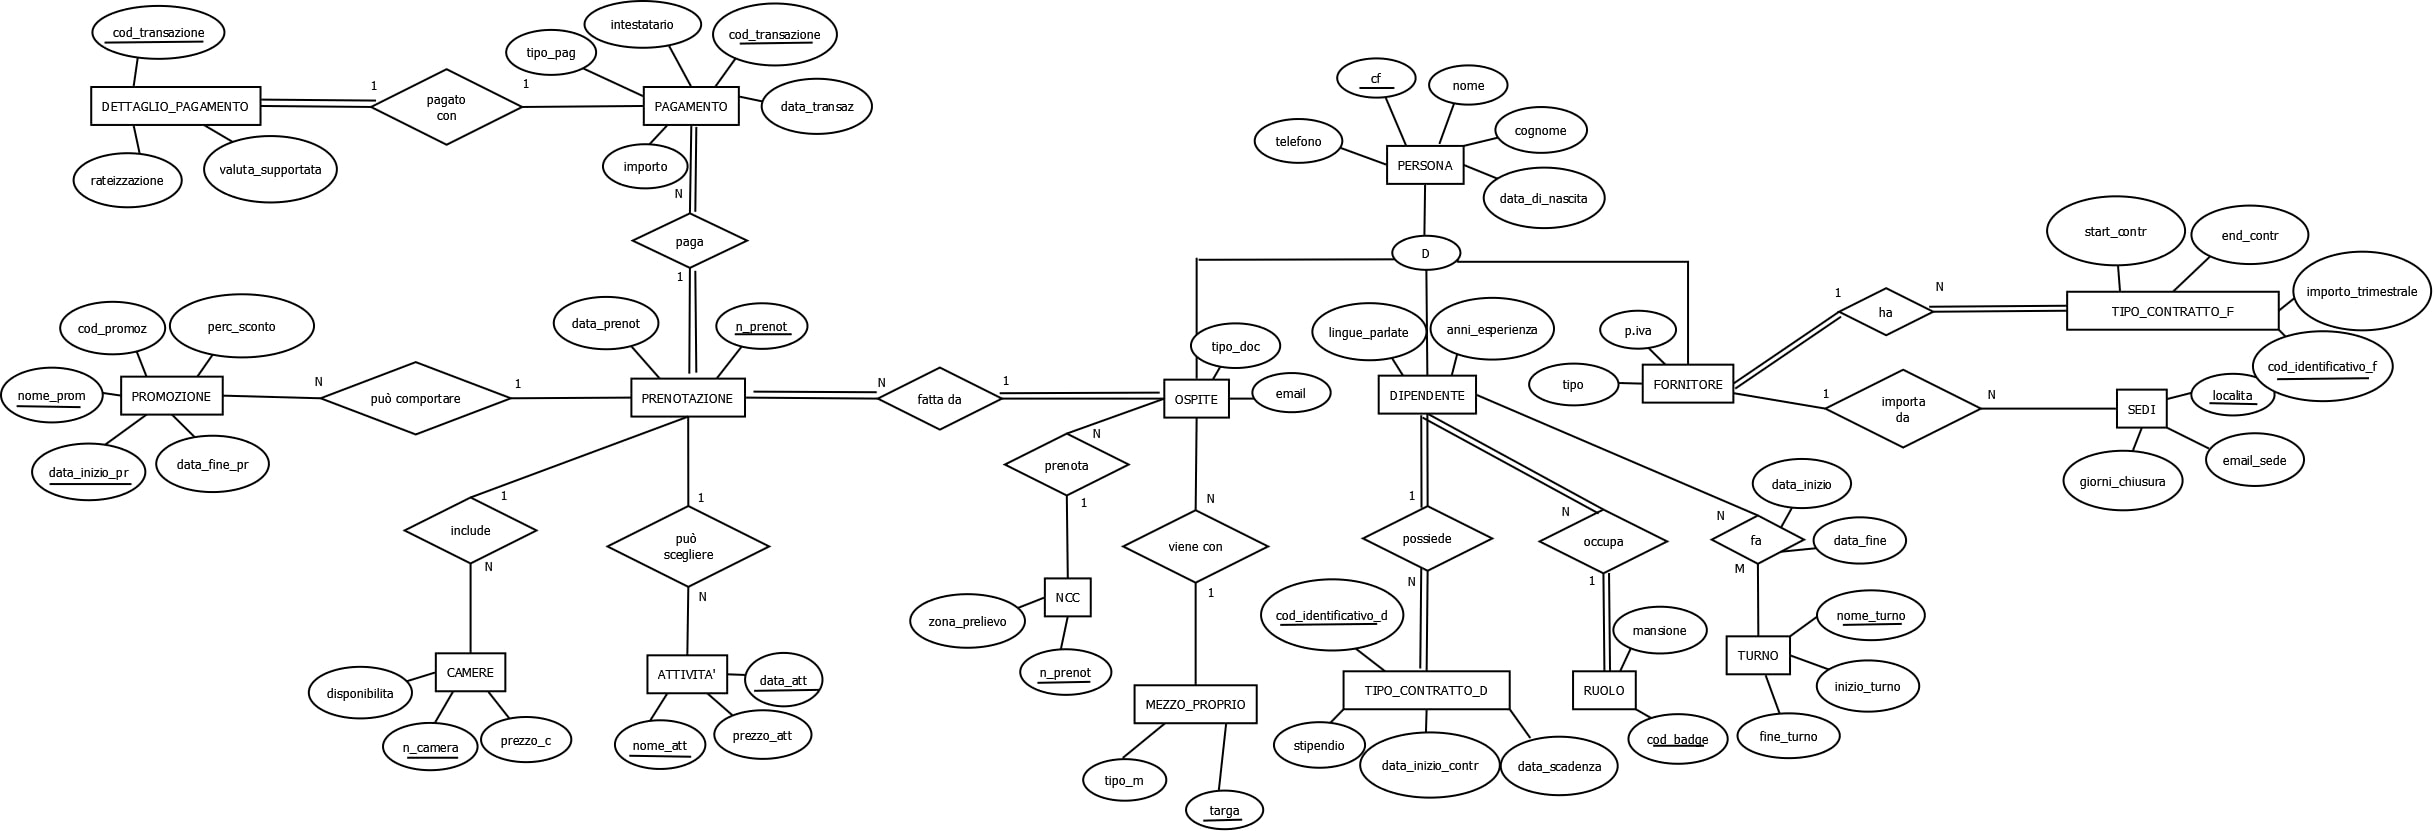 cod_transazione
DETTAGLIO_PAGAMENTO
rateizzazione
valuta_supportata
1
pagato
con
1
tipo_pag
intestatario
cod_transazione
PAGAMENTO
data_transaz
importo
N
paga
1
cf
nome
telefono
cognome
PERSONA
data_di_nascita
D
start_contr
end_contr
importo_trimestrale
TIPO_CONTRATTO_F
cod_identificativo_f
1
ha
N
cod_promoz
perc_sconto
nome_prom
PROMOZIONE
data_inizio_pr
data_fine_pr
N
può comportare
1
data_prenot
n_prenot
PRENOTAZIONE
N
fatta da
1
tipo_doc
OSPITE
email
lingue_parlate
anni_esperienza
DIPENDENTE
p.iva
tipo
FORNITORE
1
importa
da
N
SEDI
localita
giorni_chiusura
email_sede
1
include
N
1
può
scegliere
N
N
prenota
1
N
viene con
1
1
possiede
N
N
occupa
1
N
fa
M
data_inizio
data_fine
disponibilita
CAMERE
n_camera
prezzo_c
ATTIVITA'
data_att
nome_att
prezzo_att
zona_prelievo
NCC
n_prenot
MEZZO_PROPRIO
tipo_m
targa
cod_identificativo_d
TIPO_CONTRATTO_D
stipendio
data_inizio_contr
data_scadenza
mansione
RUOLO
cod_badge
nome_turno
TURNO
inizio_turno
fine_turno